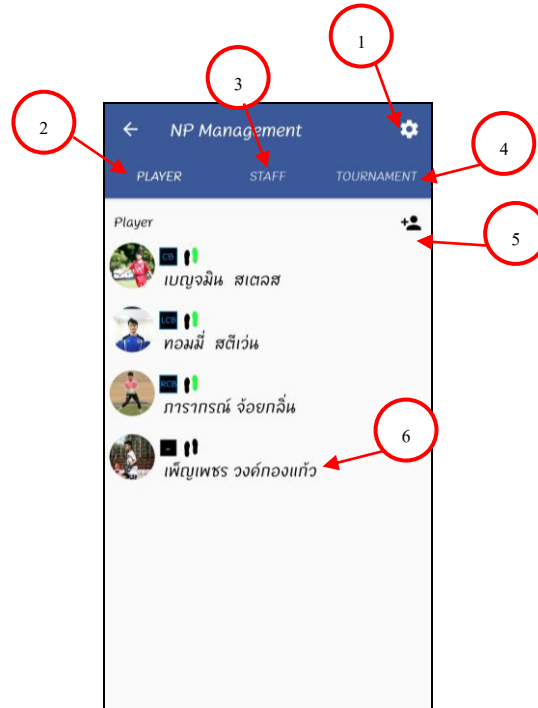 1
3
2
4
NP Management
PLAYER STAFF TOURNAMENT
Player
5
CB
เบญจมิน สเตลส
LCB
ทอมมี่ สตีเว่น
RCB
ภารากรณ์ จ้อยกลิ่น
6
-
เพ็ญเพชร วงค์กองแก้ว